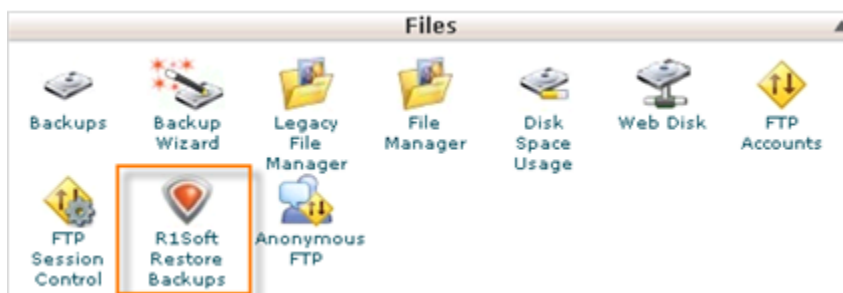 Files
Backups
Backup Wizard
Legacy File Manager
File Manager
Disk Space Usage
Web Disk
FTP Accounts
FTP Session Control
R1Soft Restore Backups
Anonymous FTP